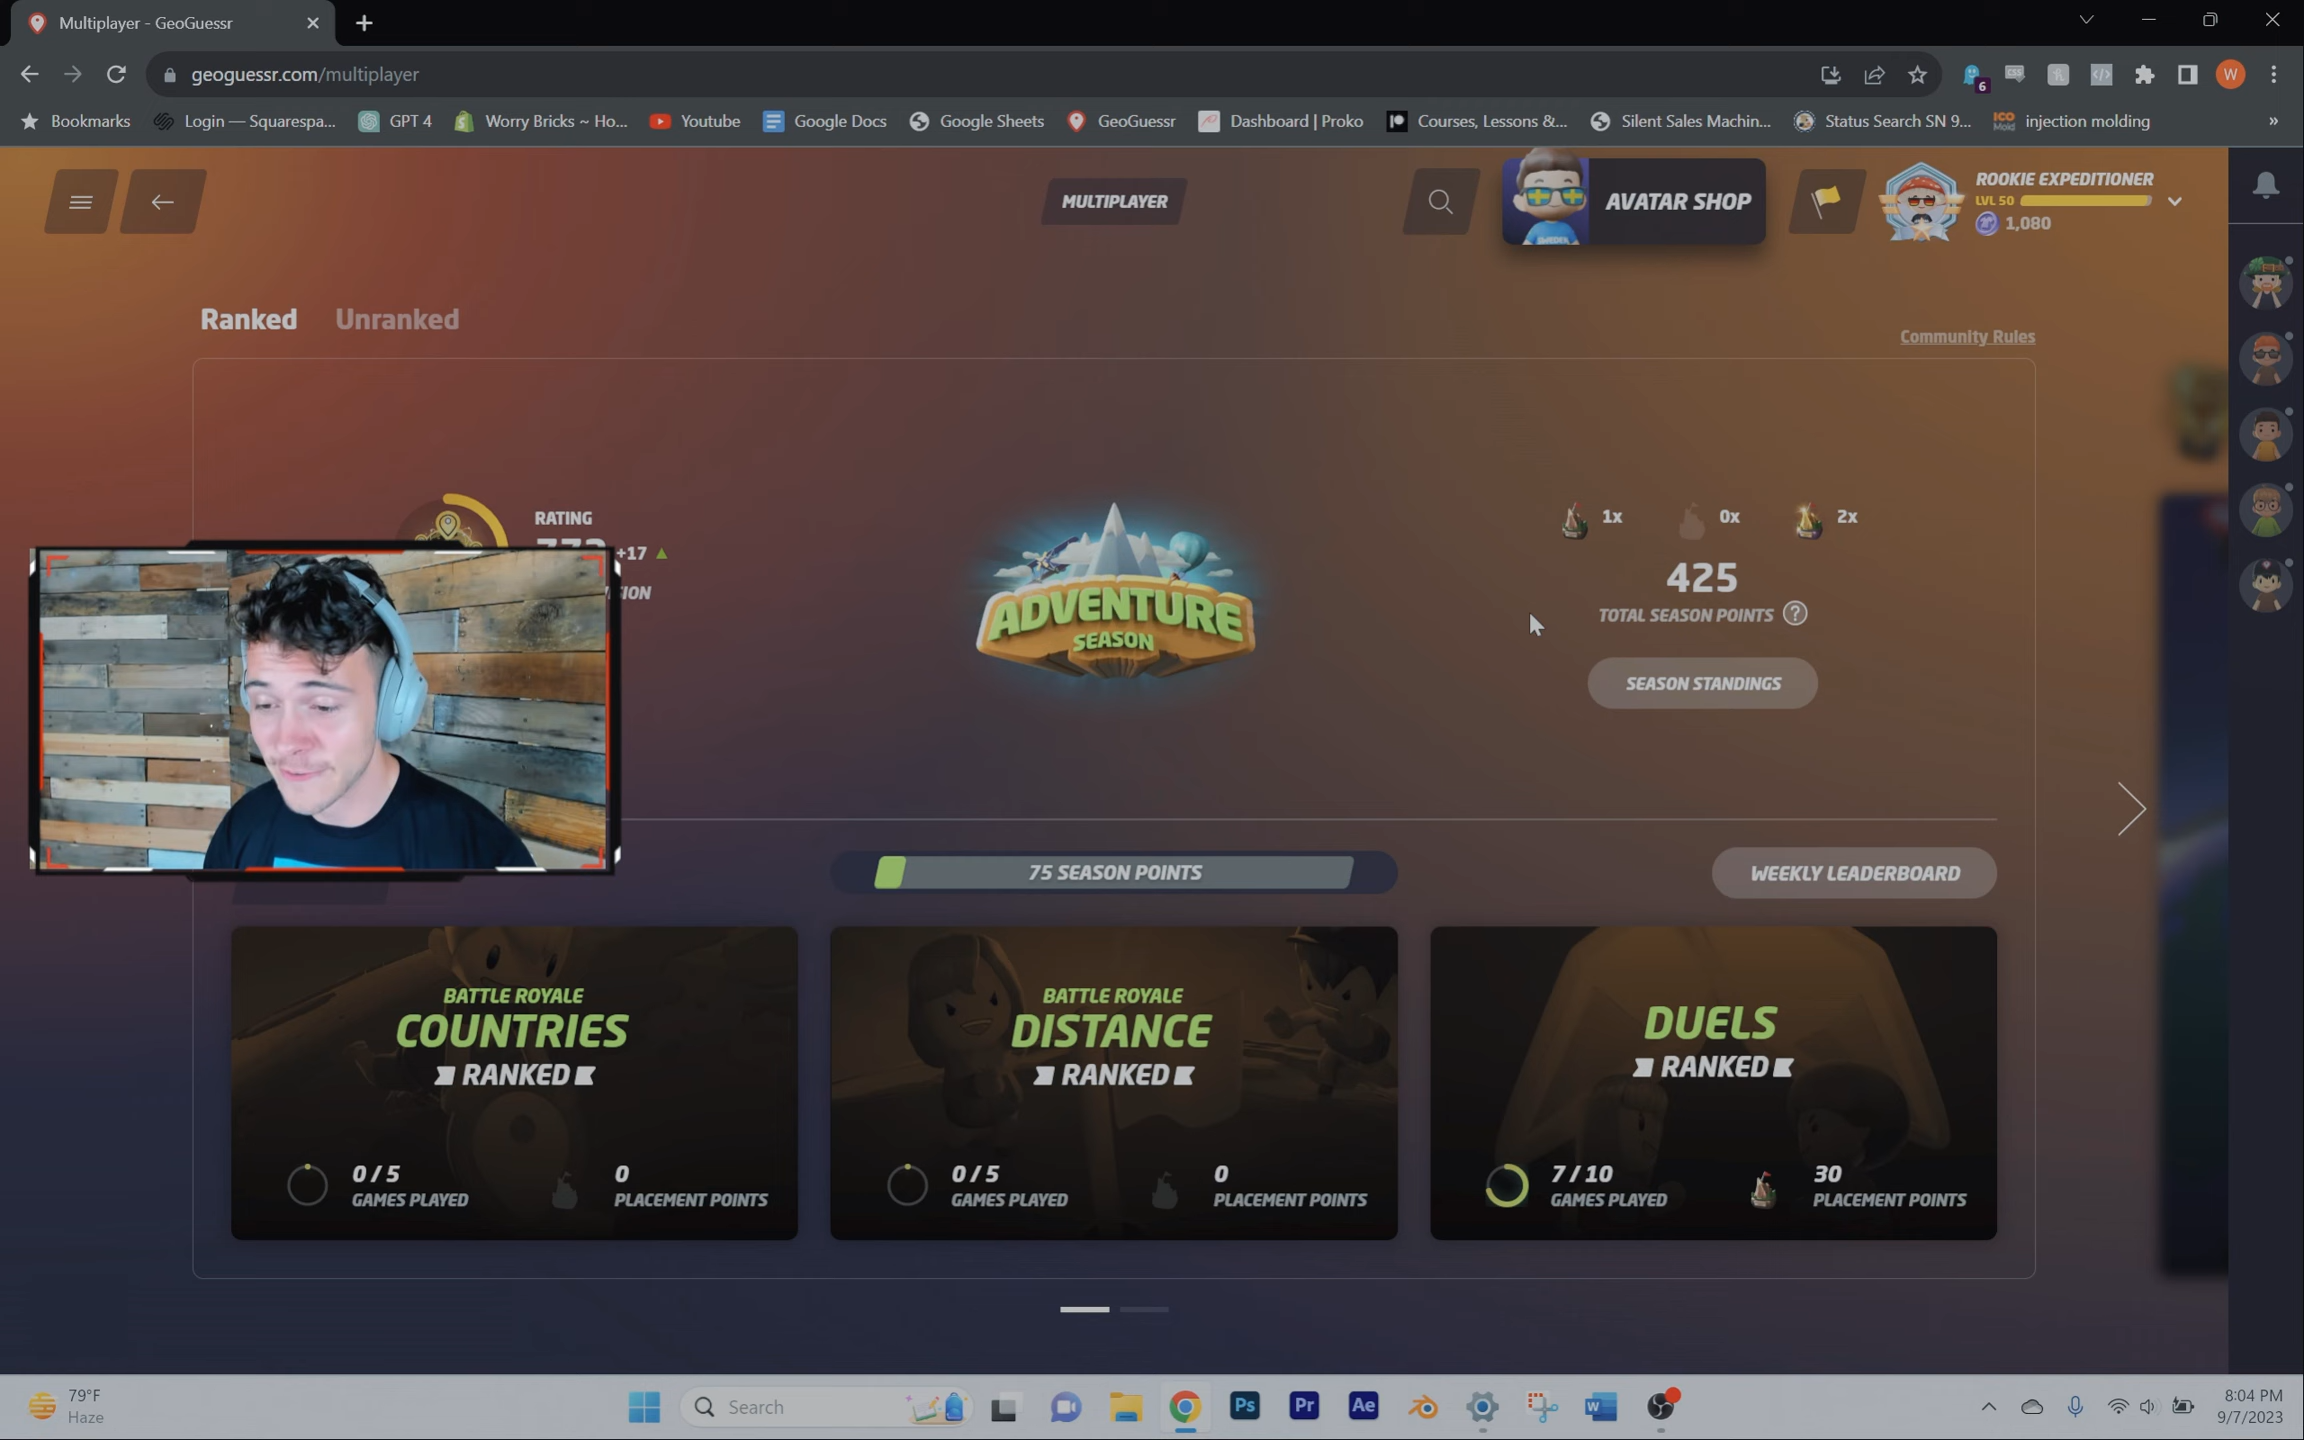 Multiplayer - GeoGuessr
geoguessr.com/multiplayer
6
W
Bookmarks
Login — Squarespa...
GPT 4
Worry Bricks ~ Ho...
Youtube
Google Docs
Google Sheets
GeoGuessr
Dashboard | Proko
Courses, Lessons &...
Silent Sales Machin...
Status Search SN 9...
injection molding
MULTIPLAYER
AVATAR SHOP
ROOKIE EXPEDITIONER
LVL 50
1,080
Ranked
Unranked
Community Rules
RATING
+17
ADVENTURE
SEASON
1x
0x
2x
425
TOTAL SEASON POINTS ?
SEASON STANDINGS
75 SEASON POINTS
WEEKLY LEADERBOARD
BATTLE ROYALE
COUNTRIES
RANKED
0 / 5
GAMES PLAYED
0
PLACEMENT POINTS
BATTLE ROYALE
DISTANCE
RANKED
0 / 5
GAMES PLAYED
0
PLACEMENT POINTS
DUELS
RANKED
7 / 10
GAMES PLAYED
30
PLACEMENT POINTS
79°F
Haze
Search
Ps
Pr
Ae
W
8:04 PM
9/7/2023